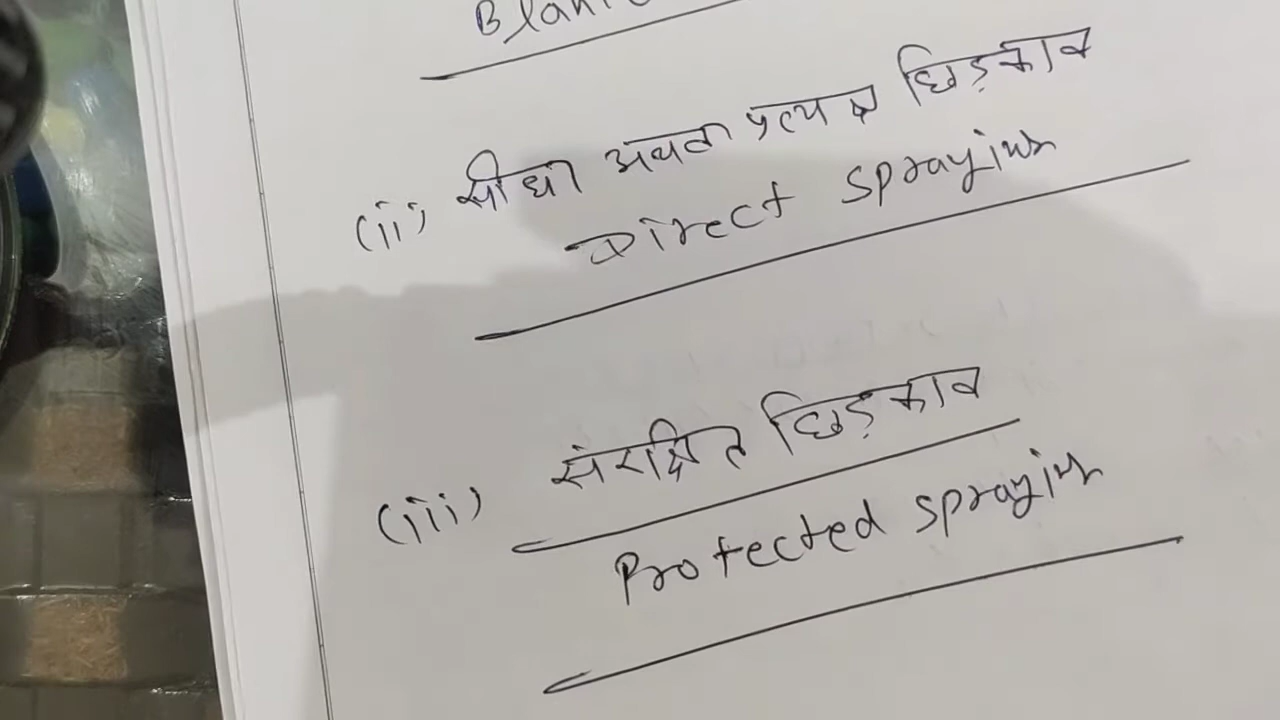 (ii) सीधा अथवा प्रत्यक्ष छिड़काव
Direct spraying
(iii) संरक्षित छिड़काव
Protected spraying